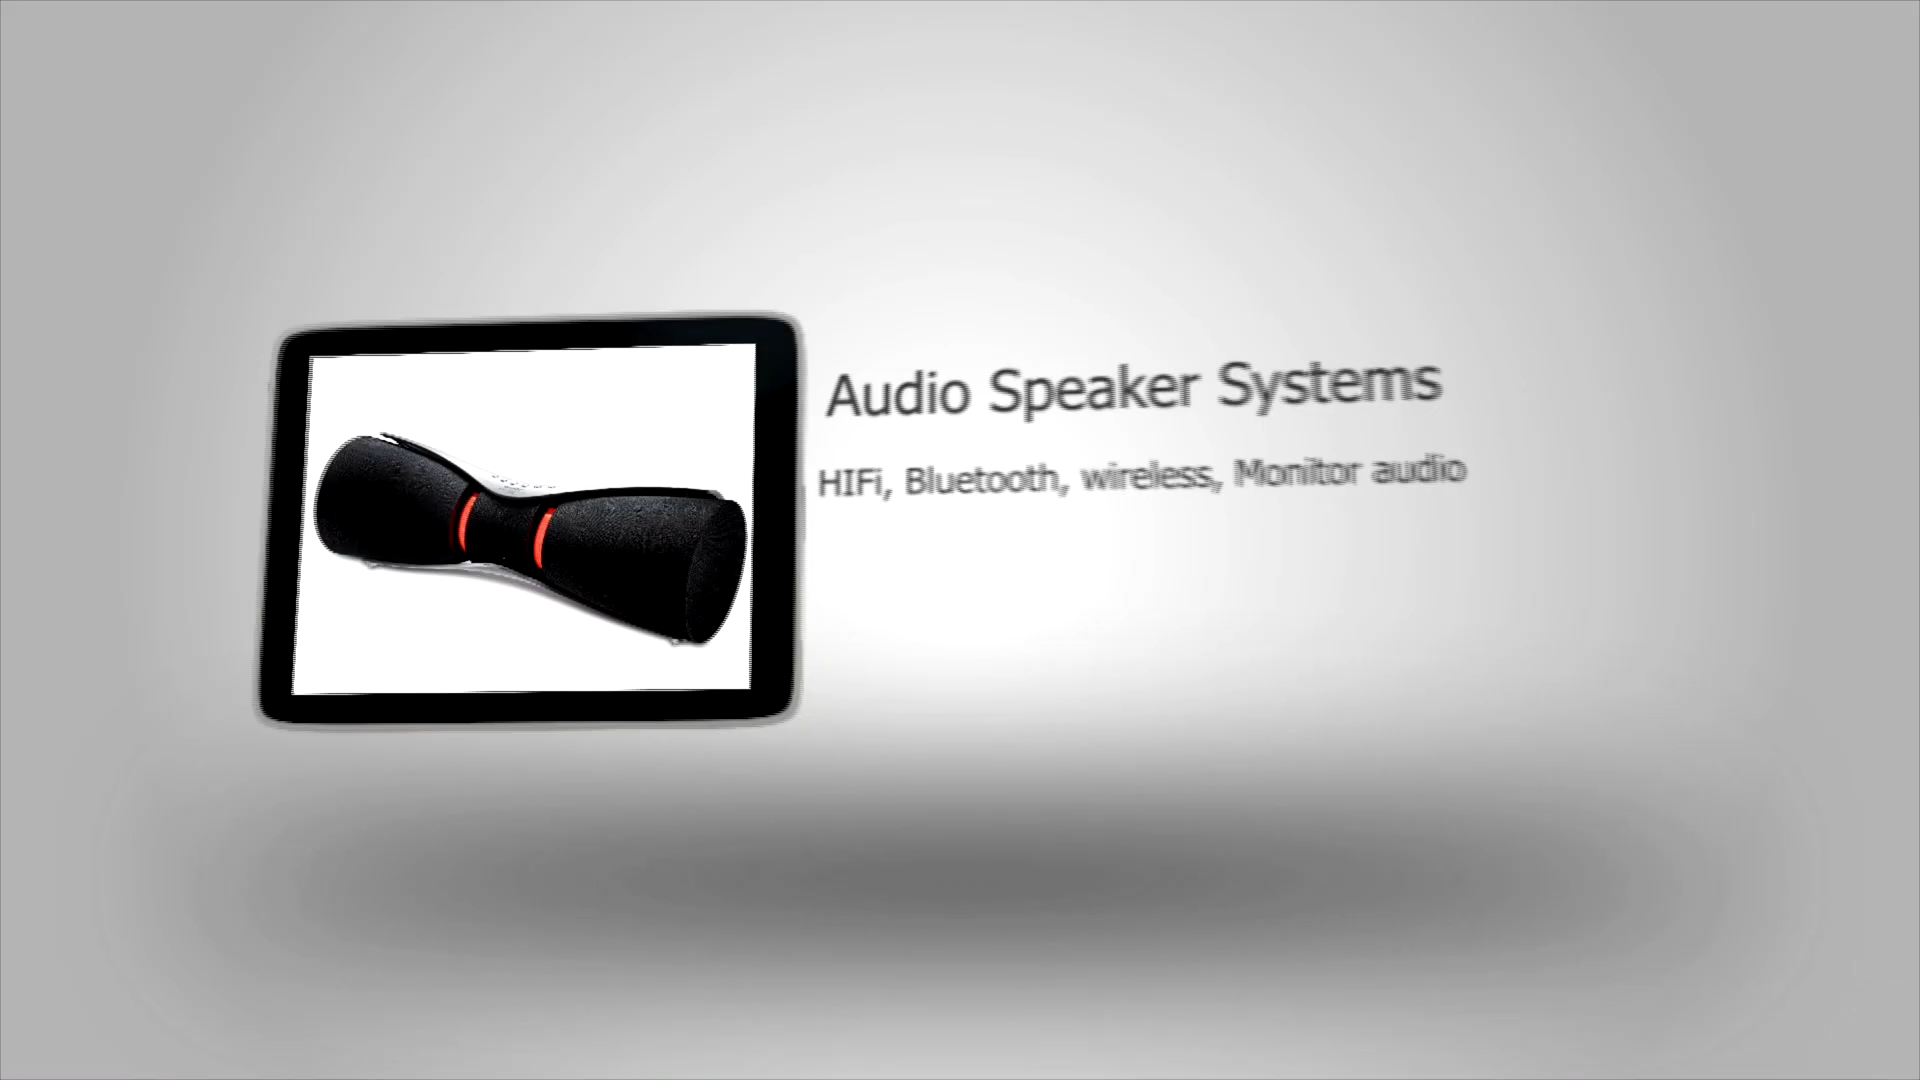 Audio Speaker Systems
HIFi, Bluetooth, wireless, Monitor audio